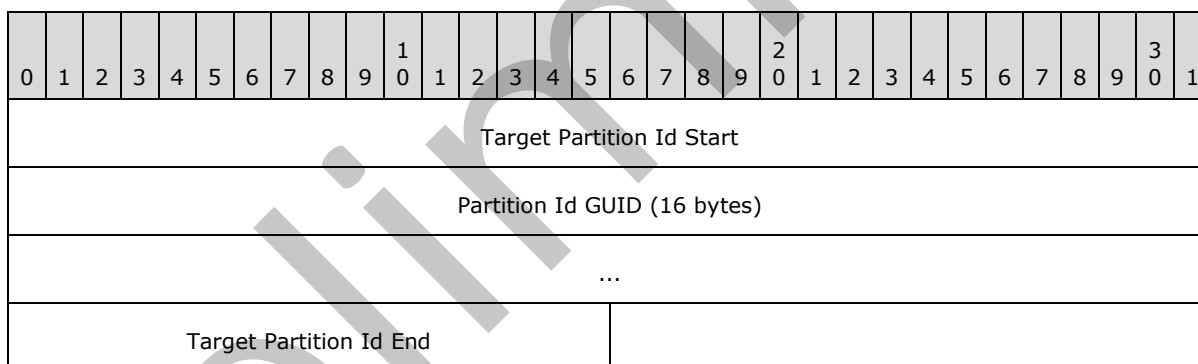 0 1 2 3 4 5 6 7 8 9 1 0 1 2 3 4 5 6 7 8 9 2 0 1 2 3 4 5 6 7 8 9 3 0 1
Target Partition Id Start
Partition Id GUID (16 bytes)
...
Target Partition Id End